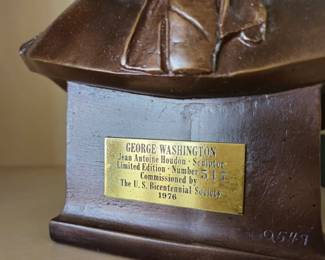 GEORGE WASHINGTON
Jean Antoine Houdon - Sculptor
Limited Edition - Number
Commissioned by
The U.S. Bicentennial Society
1976